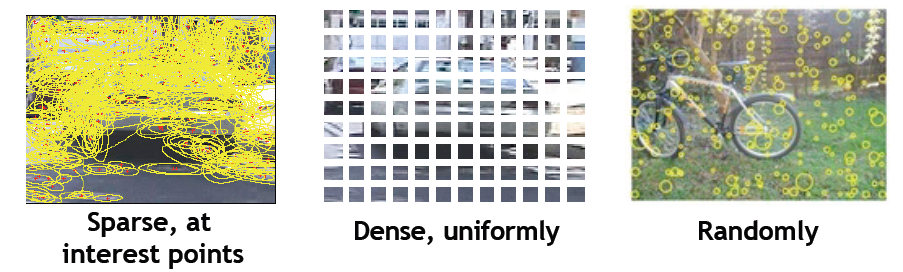 Sparse, at
interest points
Dense, uniformly
Randomly